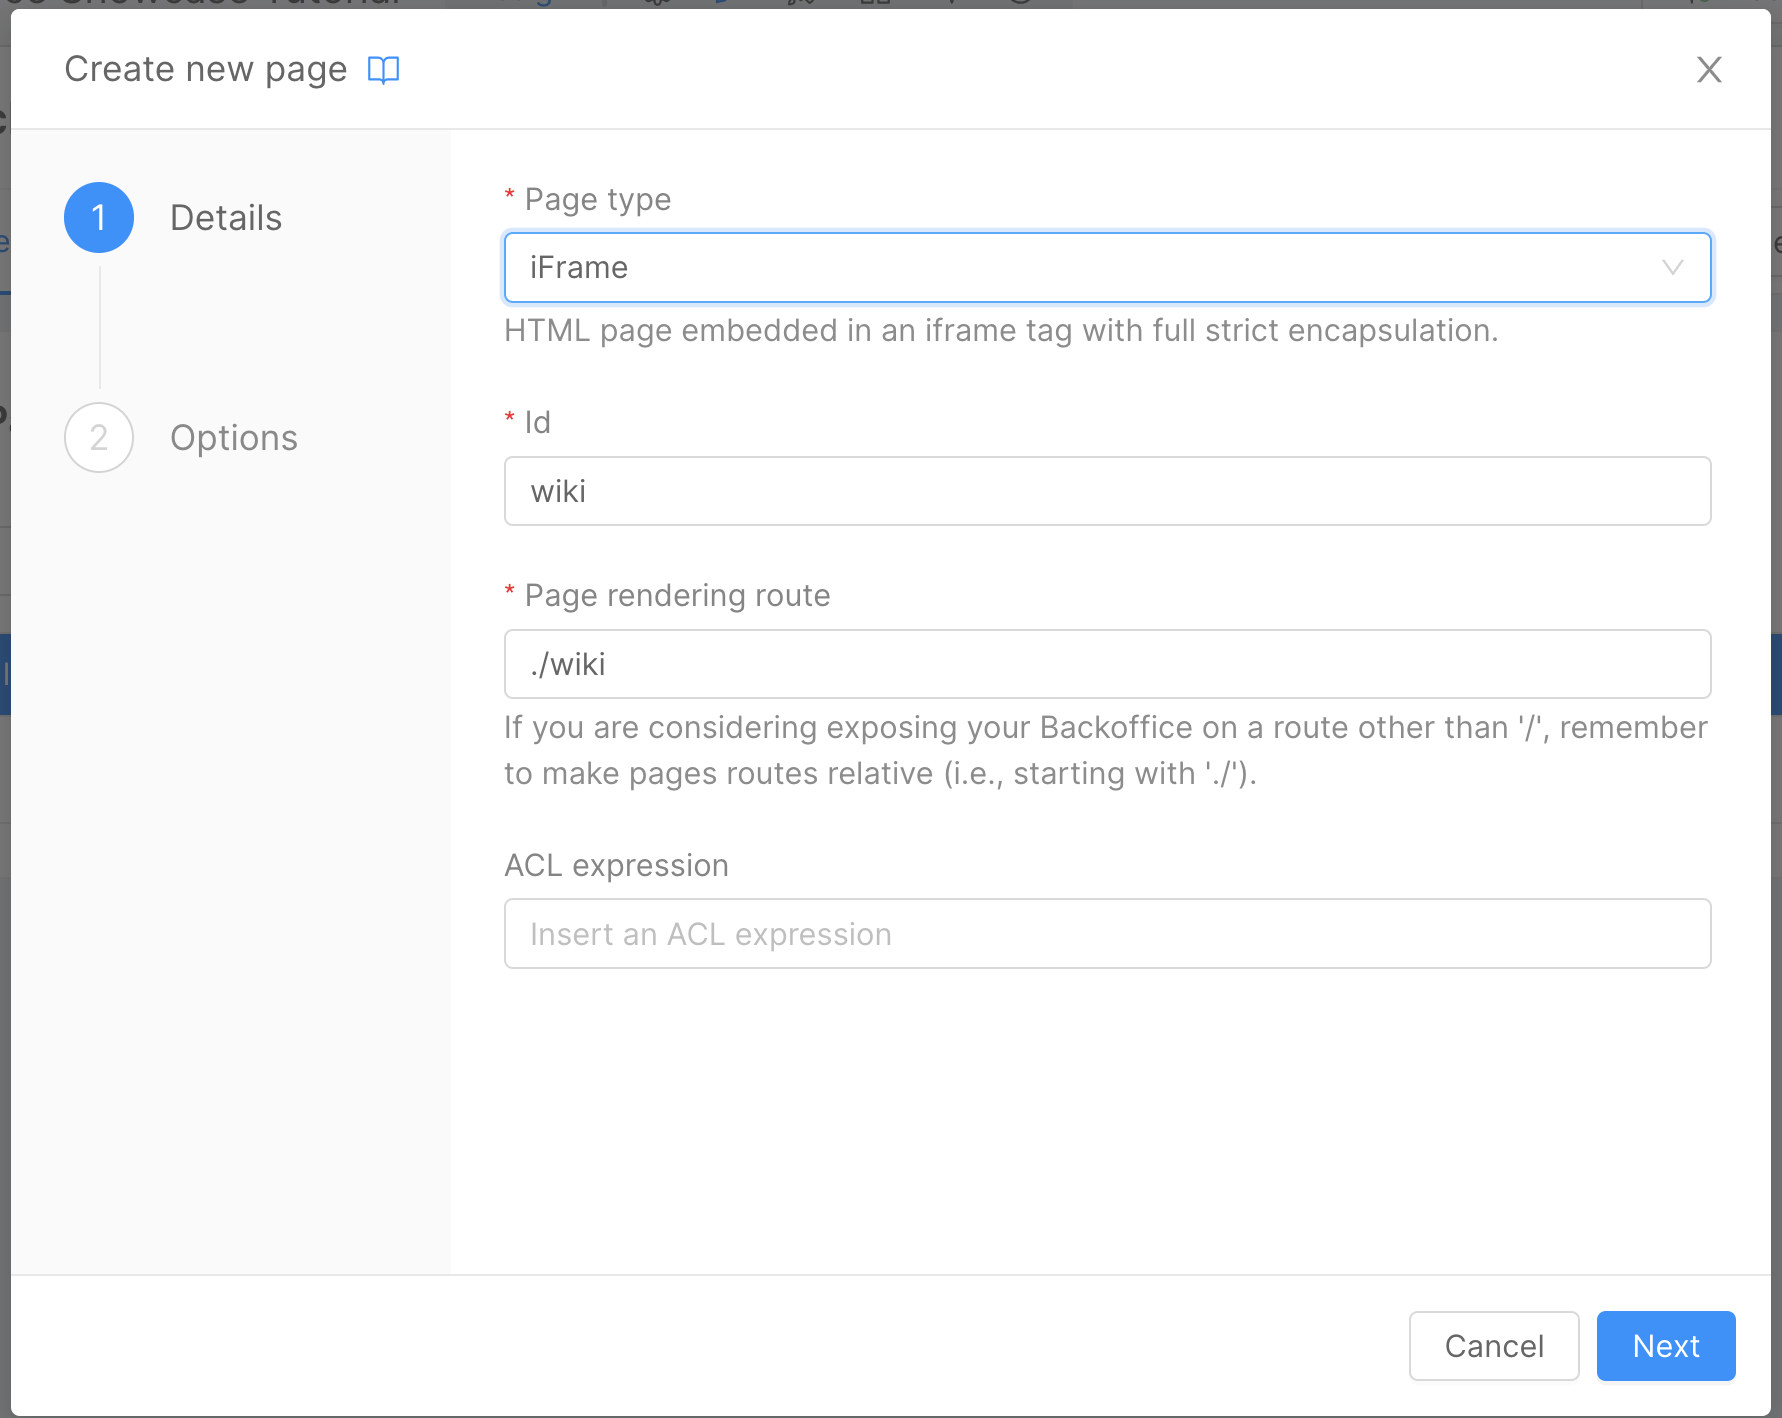 Create new page
1 Details
* Page type
iFrame
HTML page embedded in an iframe tag with full strict encapsulation.
2 Options
* Id
wiki
* Page rendering route
./wiki
If you are considering exposing your Backoffice on a route other than '/', remember
to make pages routes relative (i.e., starting with './').
ACL expression
Insert an ACL expression
Cancel
Next